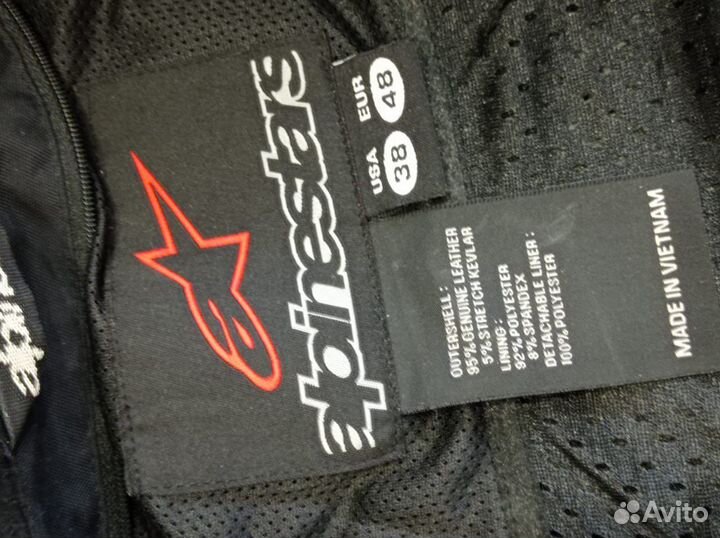 alpinestars
USA EUR
38 48
OUTERSHELL :
95%GENUINE LEATHER
5%STRETCH KEVLAR
LINING :
92%POLYESTER
8%SPANDEX
DETACHABLE LINER :
100%POLYESTER
MADE IN VIETNAM
Avito